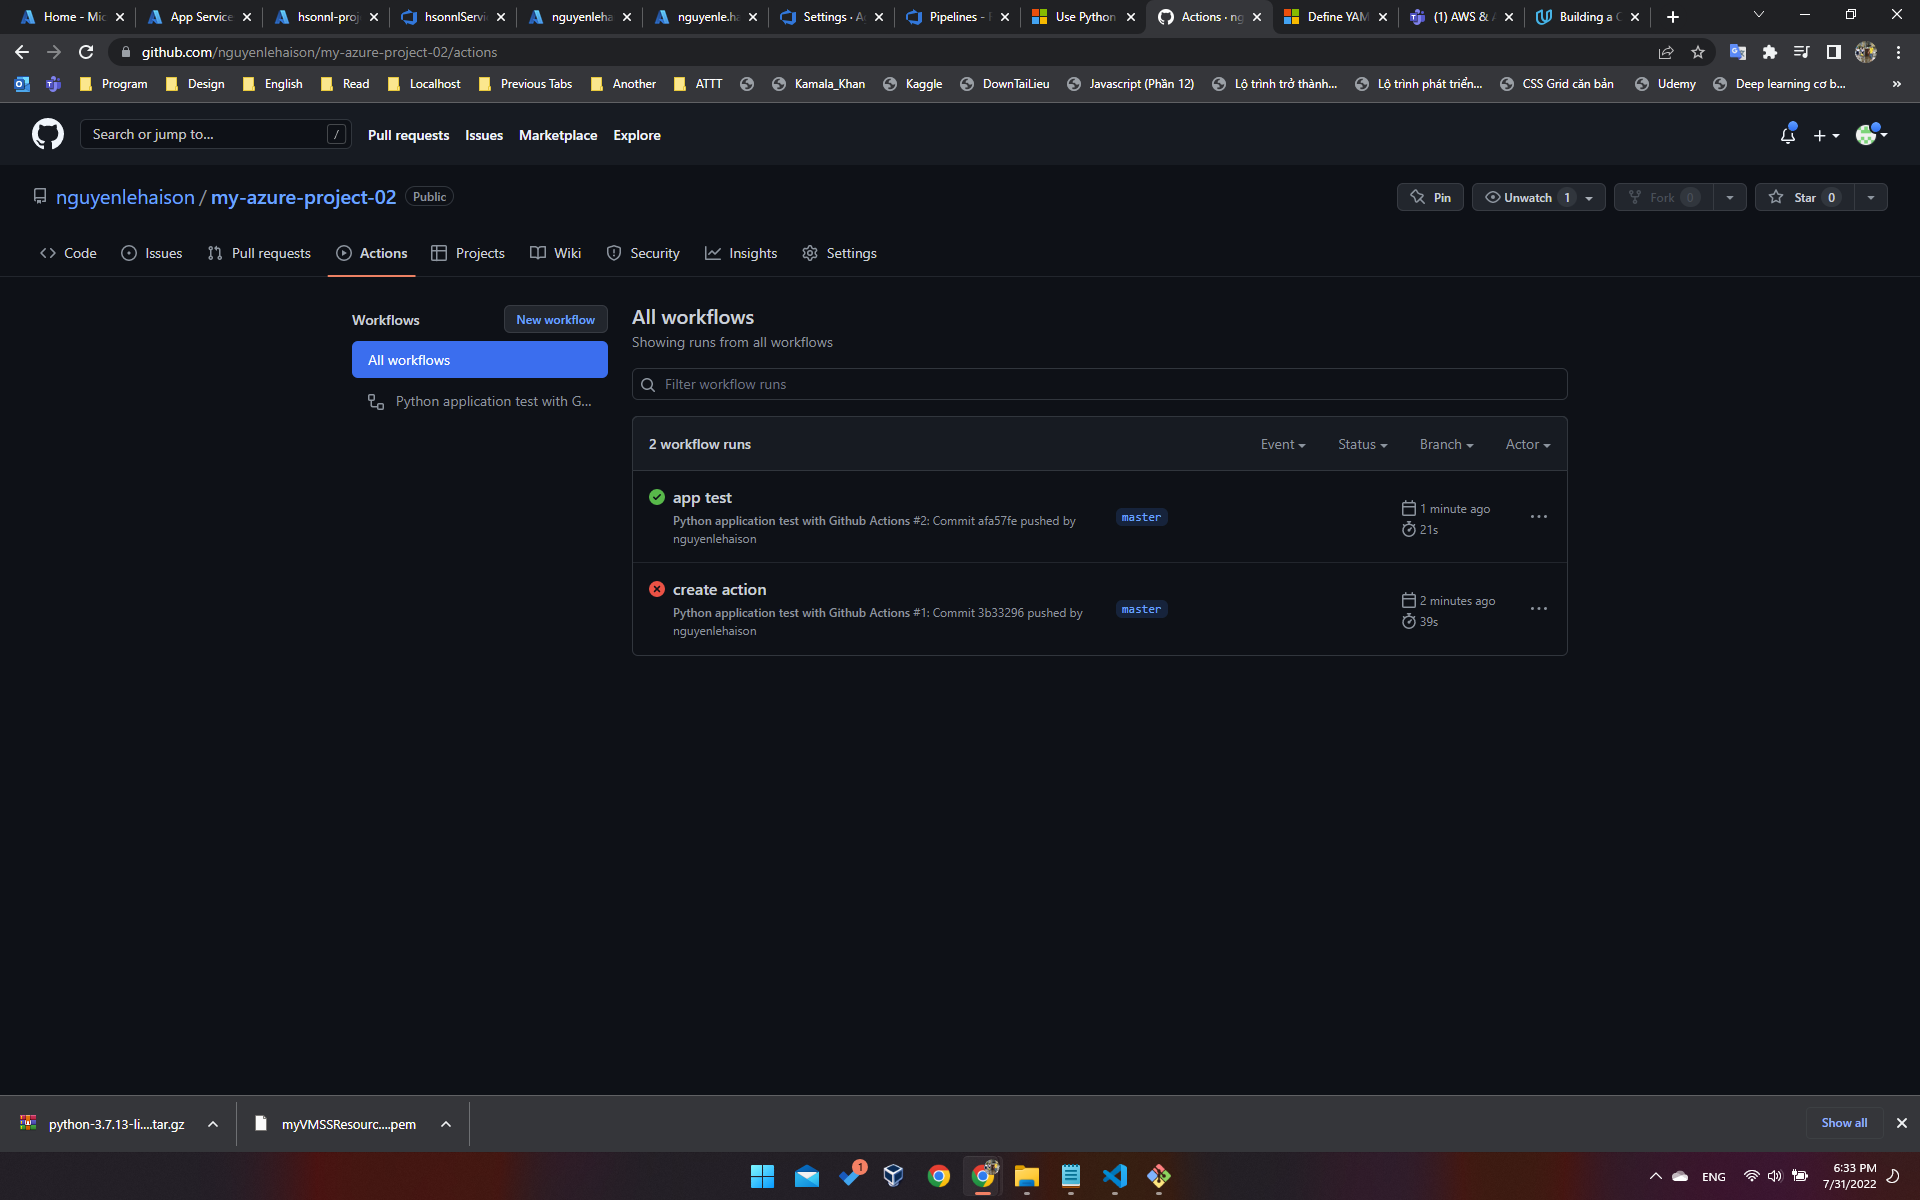 Home - Mic
App Service
hsonnl-proj
hsonnlServi
nguyenleha
nguyenle.ha
Settings · A
Pipelines -
Use Python
Actions · ng
Define YAM
(1) AWS &
Building a C
github.com/nguyenlehaison/my-azure-project-02/actions
Program
Design
English
Read
Localhost
Previous Tabs
Another
ATTT
Kamala_Khan
Kaggle
DownTaiLieu
Javascript (Phần 12)
Lộ trình trở thành...
Lộ trình phát triển...
CSS Grid căn bản
Udemy
Deep learning cơ b...
»
Search or jump to...
/
Pull requests
Issues
Marketplace
Explore
nguyenlehaison / my-azure-project-02
Public
Pin
Unwatch 1
Fork 0
Star 0
Code
Issues
Pull requests
Actions
Projects
Wiki
Security
Insights
Settings
Workflows
New workflow
All workflows
Python application test with G...
All workflows
Showing runs from all workflows
Filter workflow runs
2 workflow runs
Event
Status
Branch
Actor
app test
Python application test with Github Actions #2: Commit afa57fe pushed by
nguyenlehaison
master
1 minute ago
21s
create action
Python application test with Github Actions #1: Commit 3b33296 pushed by
nguyenlehaison
master
2 minutes ago
39s
python-3.7.13-li....tar.gz
myVMSSResourc....pem
Show all
1
ENG
6:33 PM
7/31/2022